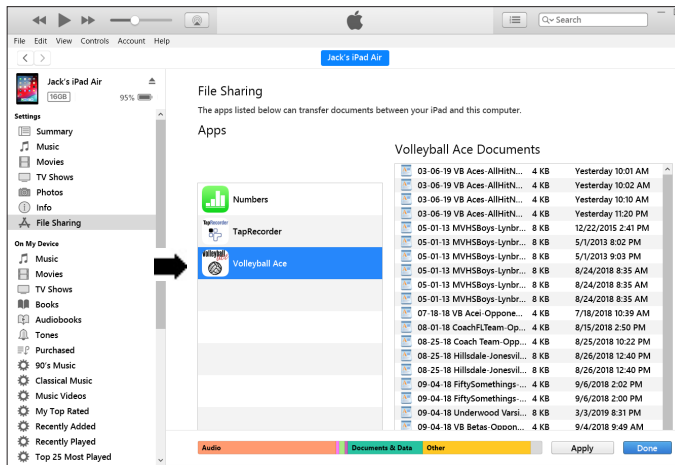 Search
File Edit View Controls Account Help
Jack's iPad Air
Jack's iPad Air
16GB 95%
Settings
Summary
Music
Movies
TV Shows
Photos
Info
File Sharing
On My Device
Music
Movies
TV Shows
Books
Audiobooks
Tones
Purchased
90's Music
Classical Music
Music Videos
My Top Rated
Recently Added
Recently Played
Top 25 Most Played
File Sharing
The apps listed below can transfer documents between your iPad and this computer.
Apps
Numbers
TapRecorder
TapRecorder
Volleyball
Volleyball Ace
Volleyball Ace Documents
03-06-19 VB Aces-AllHitN... 4 KB Yesterday 10:01 AM
03-06-19 VB Aces-AllHitN... 4 KB Yesterday 10:02 AM
03-06-19 VB Aces-AllHitN... 4 KB Yesterday 10:10 AM
03-06-19 VB Aces-AllHitN... 4 KB Yesterday 11:20 PM
05-01-13 MVHSBoys-Lynbr... 8 KB 12/22/2015 2:41 PM
05-01-13 MVHSBoys-Lynbr... 8 KB 5/1/2013 8:02 PM
05-01-13 MVHSBoys-Lynbr... 8 KB 5/1/2013 9:03 PM
05-01-13 MVHSBoys-Lynbr... 8 KB 8/24/2018 8:35 AM
05-01-13 MVHSBoys-Lynbr... 8 KB 8/24/2018 8:35 AM
05-01-13 MVHSBoys-Lynbr... 8 KB 8/24/2018 8:35 AM
07-18-18 VB Acei-Oppone... 4 KB 7/18/2018 10:39 AM
08-01-18 CoachFLTeam-Op... 4 KB 8/15/2018 2:50 PM
08-25-18 Coach Team-Opp... 4 KB 8/25/2018 10:22 PM
08-25-18 Hillsdale-Jonesvil... 8 KB 8/26/2018 12:40 PM
08-25-18 Hillsdale-Jonesvil... 8 KB 8/26/2018 12:40 PM
09-04-18 FiftySomethings-... 4 KB 9/6/2018 2:02 PM
09-04-18 FiftySomethings-... 4 KB 9/6/2018 2:00 PM
09-04-18 Underwood Varsi... 8 KB 3/3/2019 8:31 PM
09-04-18 VB Betas-Oppon... 4 KB 9/4/2018 9:49 AM
Audio Documents & Data Other Apply Done